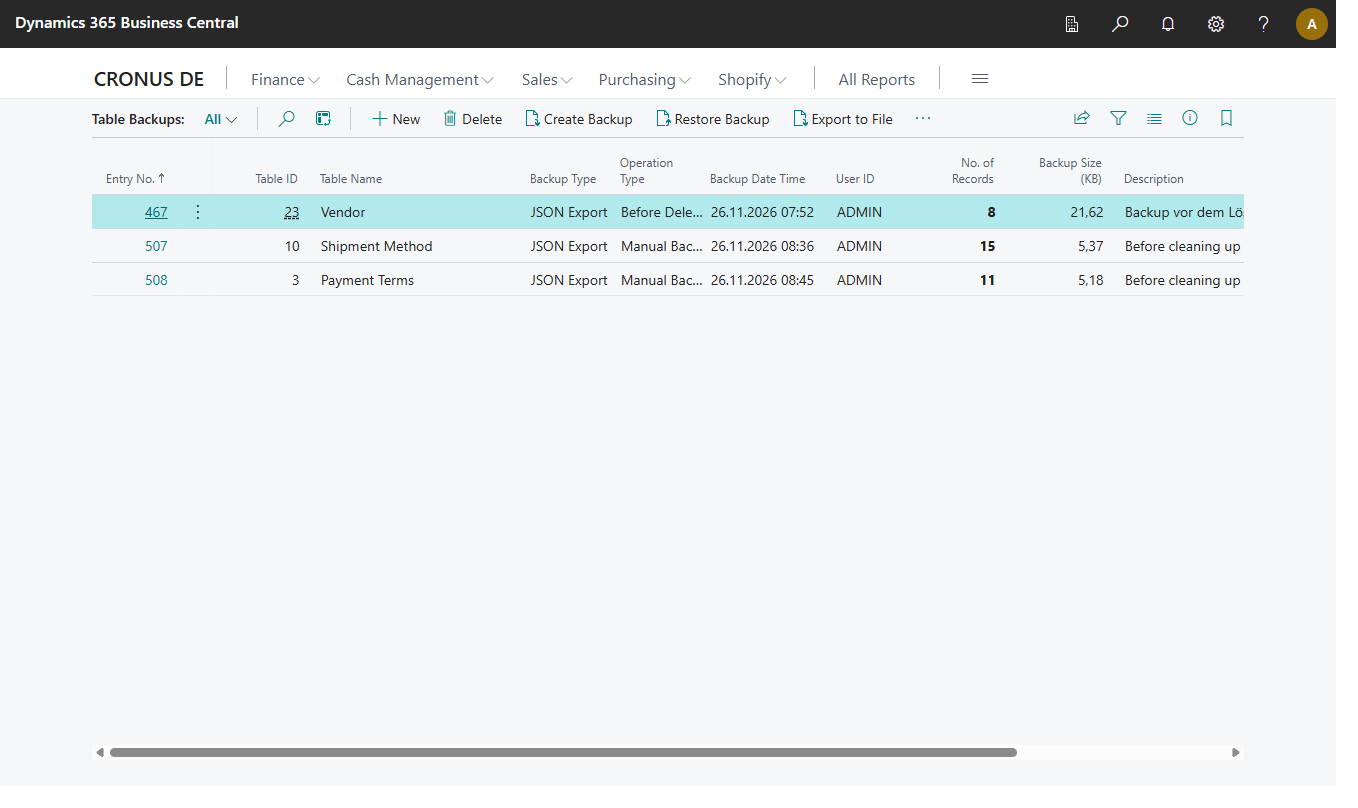 Dynamics 365 Business Central
A
CRONUS DE Finance Cash Management Sales Purchasing Shopify All Reports
Table Backups: All New Delete Create Backup Restore Backup Export to File ...
Entry No. ↑ Table ID Table Name Backup Type Operation Type Backup Date Time User ID No. of Records Backup Size (KB) Description
467 23 Vendor JSON Export Before Dele... 26.11.2026 07:52 ADMIN 8 21,62 Backup vor dem Lö
507 10 Shipment Method JSON Export Manual Bac... 26.11.2026 08:36 ADMIN 15 5,37 Before cleaning up
508 3 Payment Terms JSON Export Manual Bac... 26.11.2026 08:45 ADMIN 11 5,18 Before cleaning up